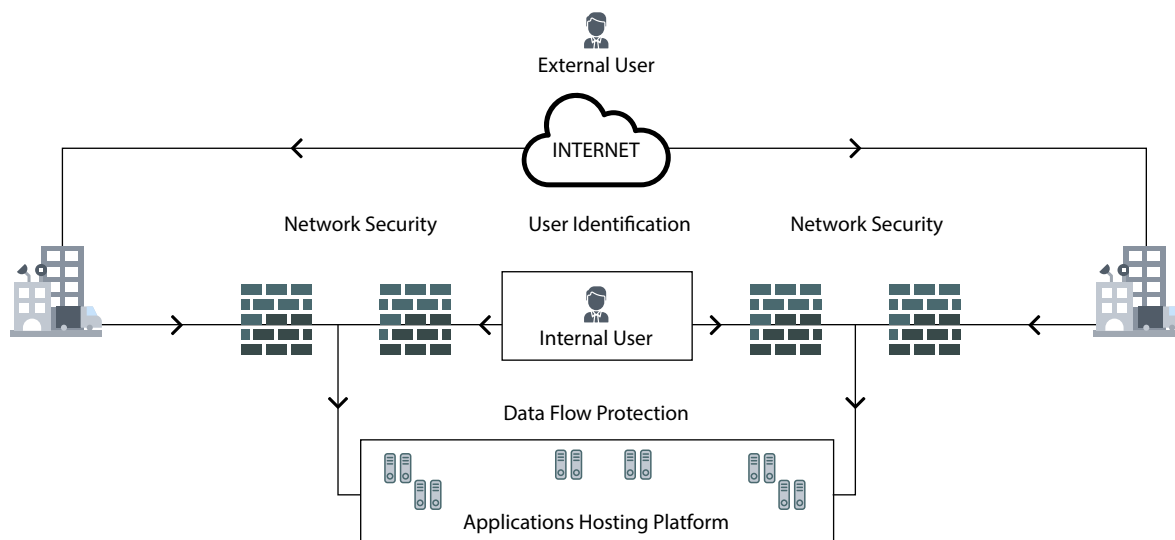 External User
INTERNET
Network Security
User Identification
Network Security
Internal User
Data Flow Protection
Applications Hosting Platform